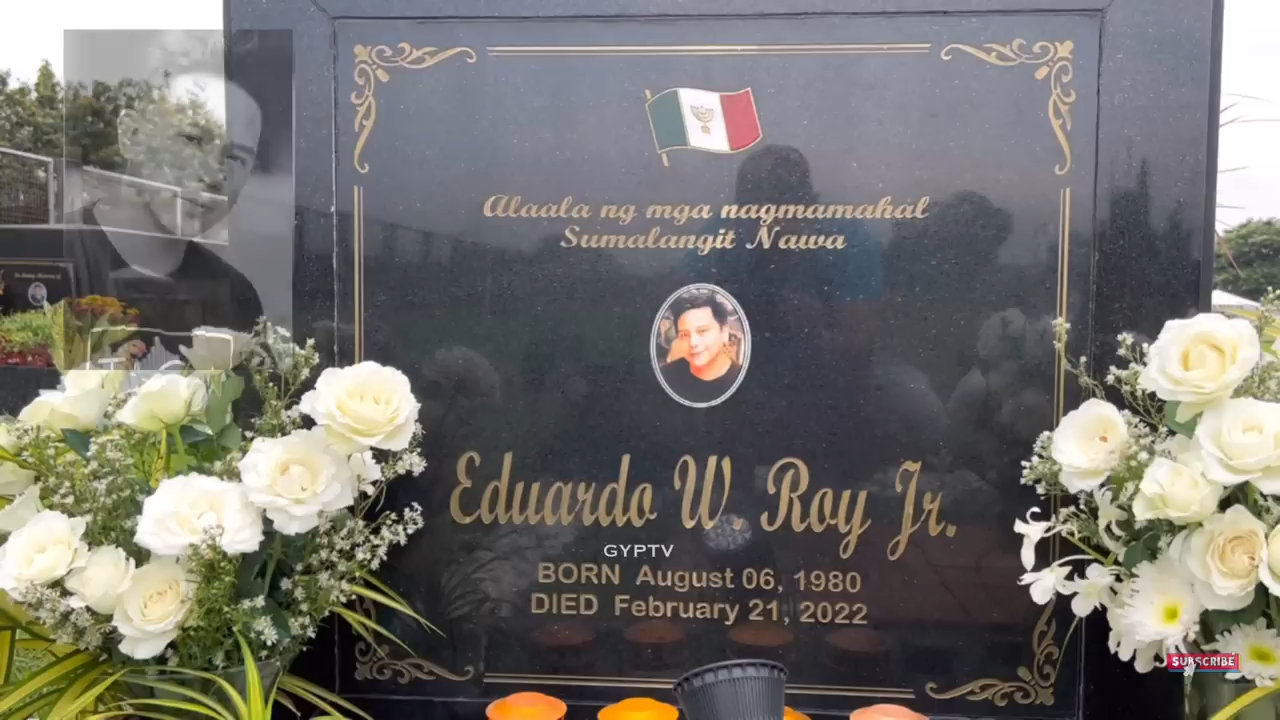 Alaala ng mga nagmamahal
Sumalangit Nawa
Eduardo W. Roy Jr.
GYPTV
BORN August 06, 1980
DIED February 21, 2022
SUBSCRIBE